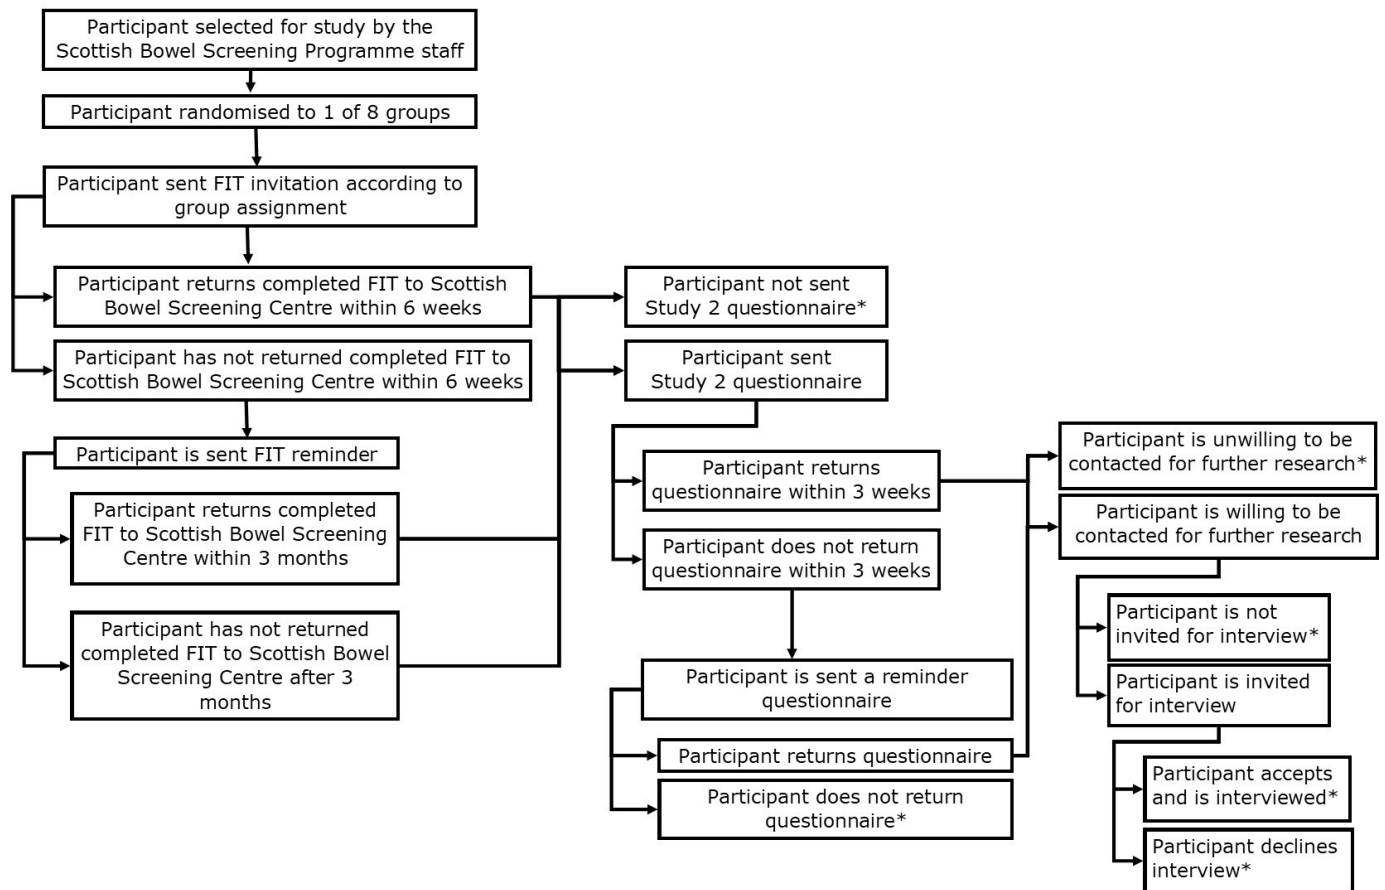 Participant selected for study by the
Scottish Bowel Screening Programme staff
Participant randomised to 1 of 8 groups
Participant sent FIT invitation according to
group assignment
Participant returns completed FIT to Scottish
Bowel Screening Centre within 6 weeks
Participant has not returned completed FIT to
Scottish Bowel Screening Centre within 6 weeks
Participant is sent FIT reminder
Participant returns completed
FIT to Scottish Bowel Screening
Centre within 3 months
Participant has not returned
completed FIT to Scottish Bowel
Screening Centre after 3
months
Participant not sent
Study 2 questionnaire*
Participant sent
Study 2 questionnaire
Participant returns
questionnaire within 3 weeks
Participant does not return
questionnaire within 3 weeks
Participant is sent a reminder
questionnaire
Participant returns questionnaire
Participant does not return
questionnaire*
Participant is unwilling to be
contacted for further research*
Participant is willing to be
contacted for further research
Participant is not
invited for interview*
Participant is invited
for interview
Participant accepts
and is interviewed*
Participant declines
interview*